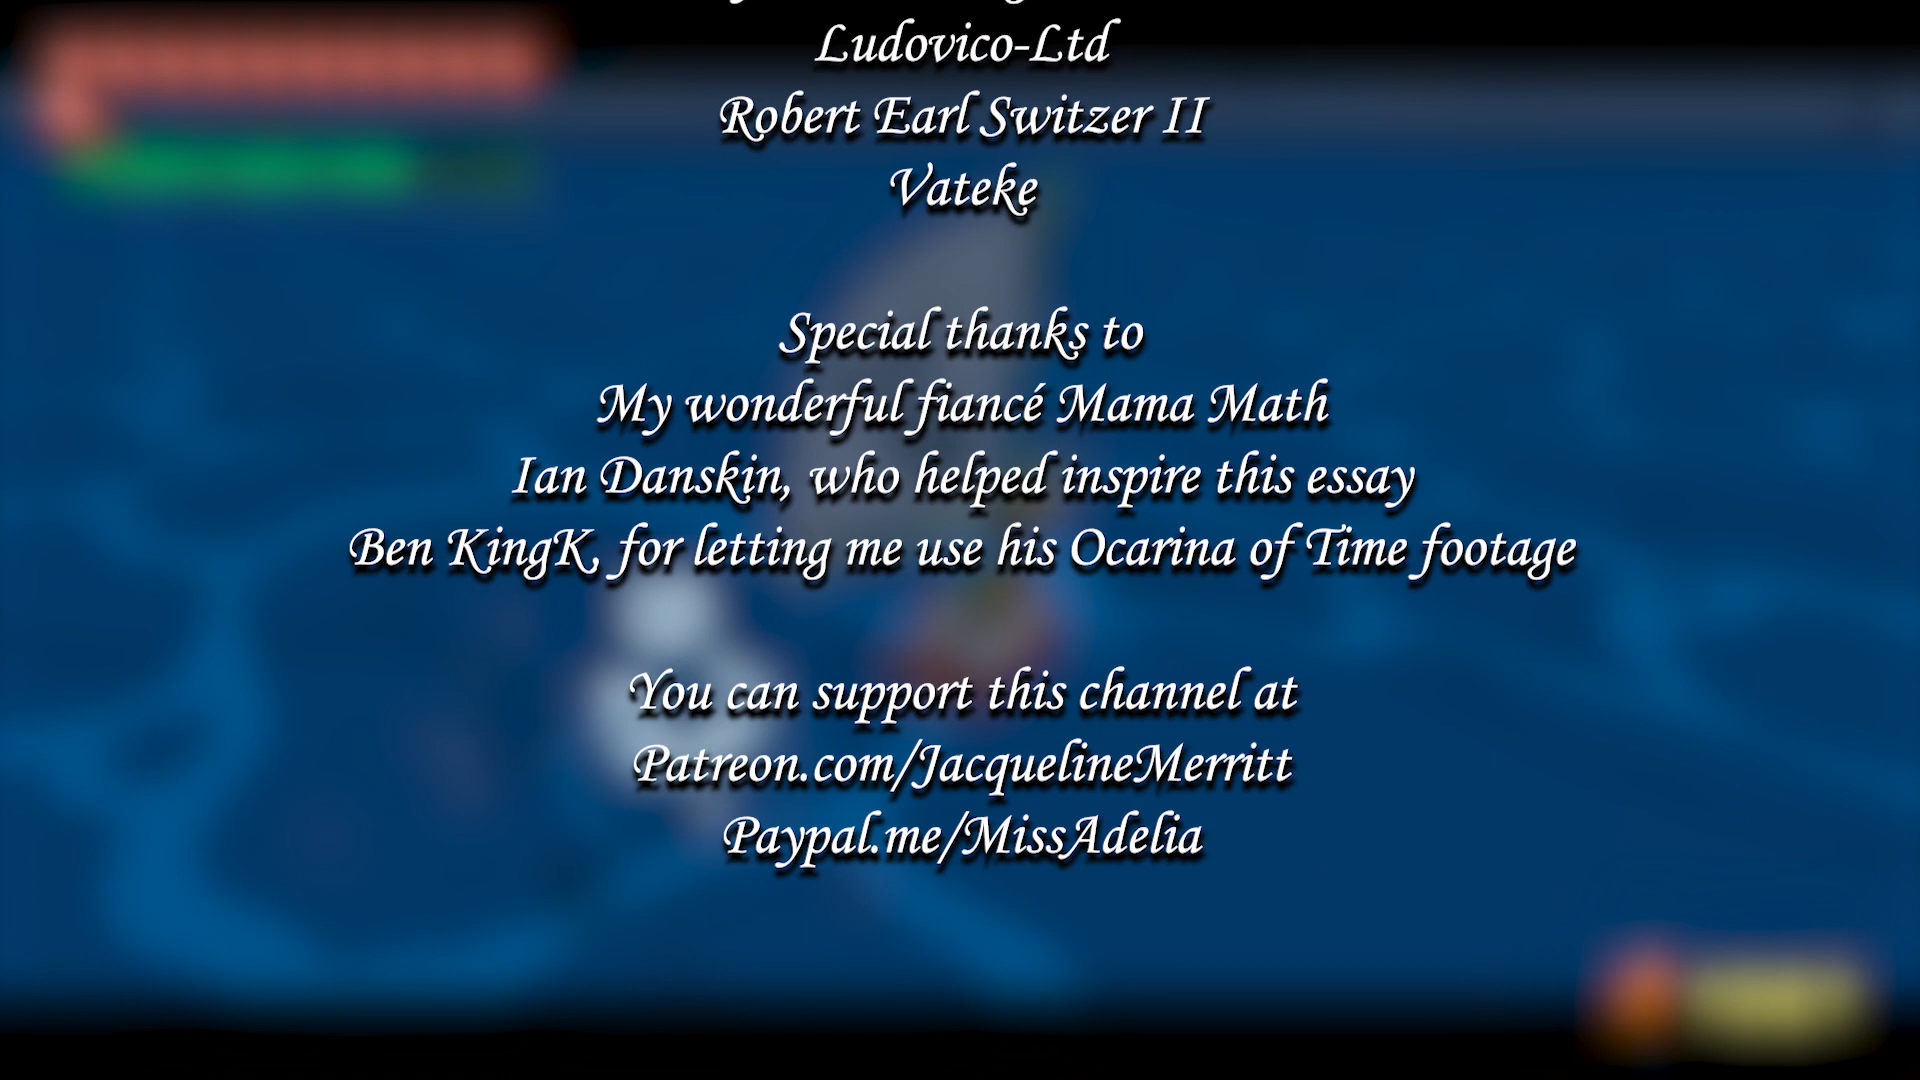 Ludovico-Ltd
Robert Earl Switzer II
Vateke
Special thanks to
My wonderful fiancé Mama Math
Ian Danskin, who helped inspire this essay
Ben KingK, for letting me use his Ocarina of Time footage
You can support this channel at
Patreon.com/JacquelineMerritt
Paypal.me/MissAdelia